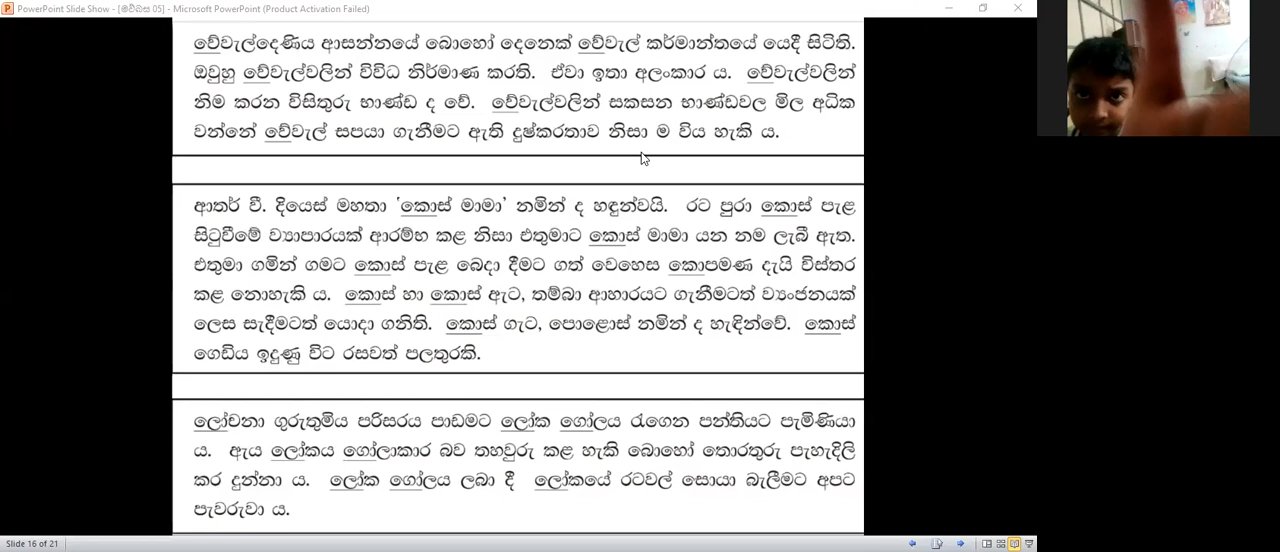 PowerPoint Slide Show - [මවිබස 05] - Microsoft PowerPoint (Product Activation Failed)
වේවැල්දෙණිය ආසන්නයේ බොහෝ දෙනෙක් වේවැල් කර්මාන්තයේ යෙදී සිටිති.
ඔවුහු වේවැල්වලින් විවිධ නිර්මාණ කරති. ඒවා ඉතා අලංකාර ය. වේවැල්වලින්
නිම කරන විසිතුරු භාණ්ඩ ද වේ. වේවැල්වලින් සකසන භාණ්ඩවල මිල අධික
වන්නේ වේවැල් සපයා ගැනීමට ඇති දුෂ්කරතාව නිසා ම විය හැකි ය.
ආතර් වී. දියෙස් මහතා ‘කොස් මාමා’ නමින් ද හඳුන්වයි. රට පුරා කොස් පැළ
සිටුවීමේ ව්‍යාපාරයක් ආරම්භ කළ නිසා එතුමාට කොස් මාමා යන නම ලැබී ඇත.
එතුමා ගමින් ගමට කොස් පැළ බෙදා දීමට ගත් වෙහෙස කොපමණ දැයි විස්තර
කළ නොහැකි ය. කොස් හා කොස් ඇට, තම්බා ආහාරයට ගැනීමටත් ව්‍යංජනයක්
ලෙස සැදීමටත් යොදා ගනිති. කොස් ගැට, පොළොස් නමින් ද හැඳින්වේ. කොස්
ගෙඩිය ඉදුණු විට රසවත් පලතුරකි.
ලෝචනා ගුරුතුමිය පරිසරය පාඩමට ලෝක ගෝලය රැගෙන පන්තියට පැමිණියා
ය. ඇය ලෝකය ගෝලාකාර බව තහවුරු කළ හැකි බොහෝ තොරතුරු පැහැදිලි
කර දුන්නා ය. ලෝක ගෝලය ලබා දී ලෝකයේ රටවල් සොයා බැලීමට අපට
පැවරුවා ය.
Slide 16 of 21